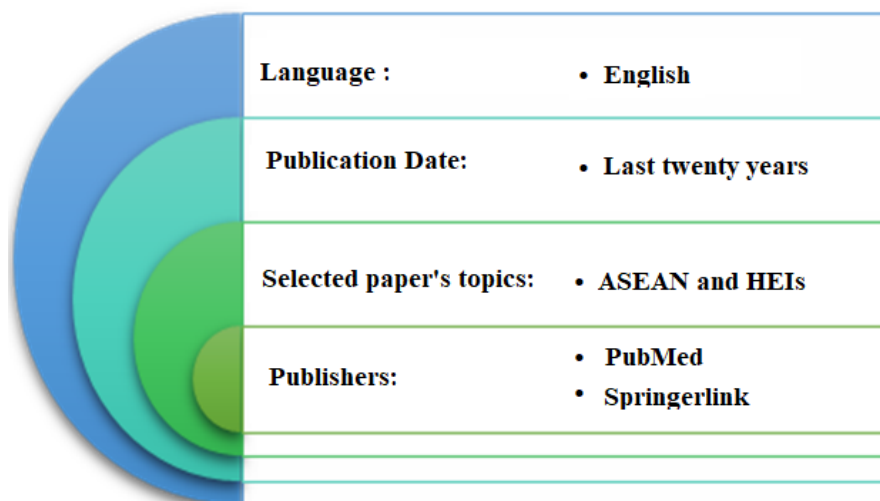 Language :
• English
Publication Date:
• Last twenty years
Selected paper's topics:
• ASEAN and HEIs
Publishers:
• PubMed
• Springerlink